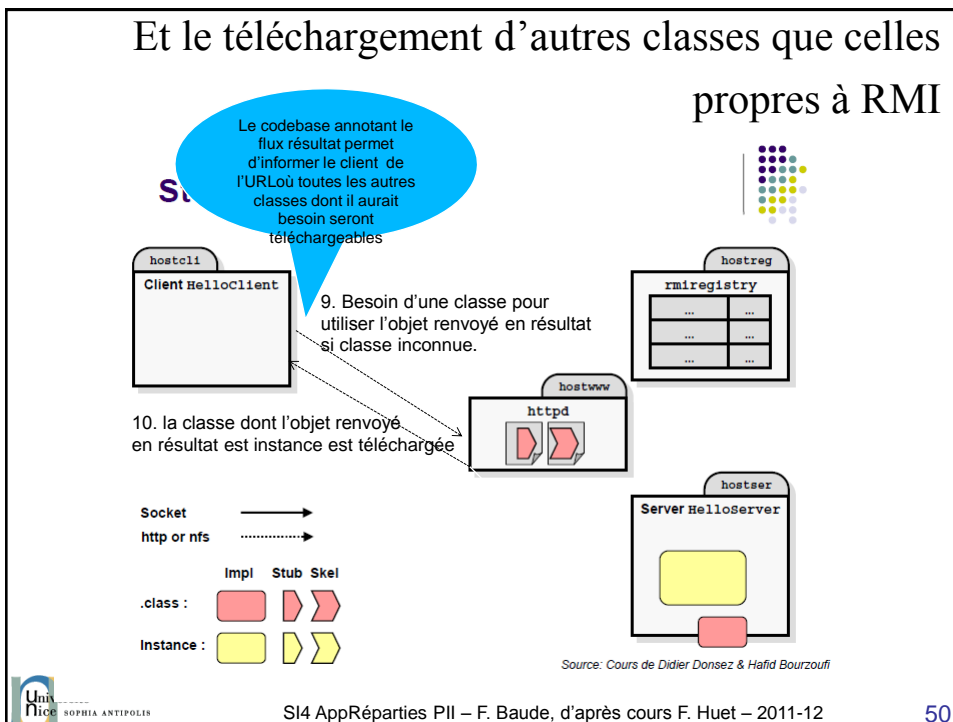 Et le téléchargement d'autres classes que celles
propres à RMI
Le codebase annotant le
flux résultat permet
d'informer le client de
l'URLoù toutes les autres
classes dont il aurait
besoin seront
téléchargeables
hostcli
Client HelloClient
9. Besoin d'une classe pour
utiliser l'objet renvoyé en résultat
si classe inconnue.
hostreg
rmiregistry
... ...
... ...
... ...
hostwww
httpd
10. la classe dont l'objet renvoyé
en résultat est instance est téléchargée
hostser
Server HelloServer
Socket
http or nfs
Impl Stub Skel
.class :
Instance :
Source: Cours de Didier Donsez & Hafid Bourzoufi
Nice SOPHIA ANTIPOLIS
SI4 AppRéparties PII – F. Baude, d'après cours F. Huet – 2011-12
50